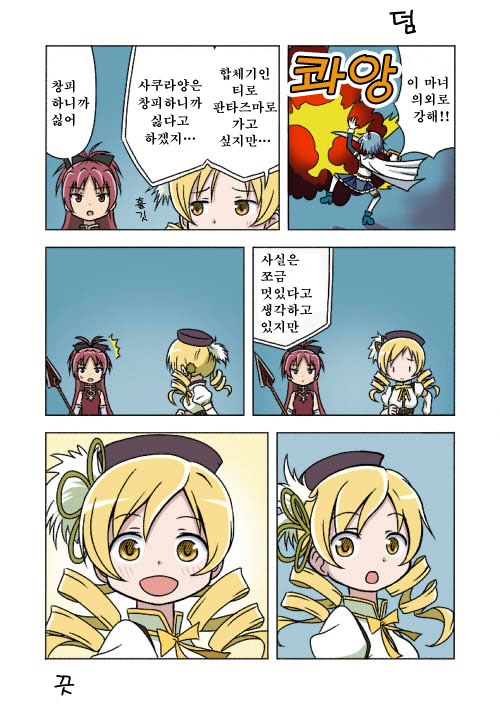 덤
콰앙
이 마녀
의외로
강해!!
합체기인
티로
판타즈마로
가고
싶지만…
사쿠라양은
창피하니까
싫다고
하겠지…
흘
깃
창피
하니까
싫어
사실은
쪼금
멋있다고
생각하고
있지만
끗